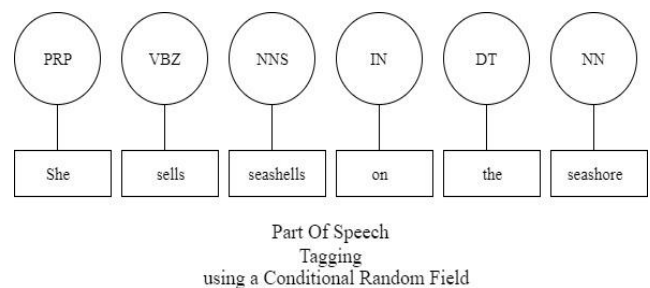 PRP VBZ NNS IN DT NN
She sells seashells on the seashore
Part Of Speech
Tagging
using a Conditional Random Field